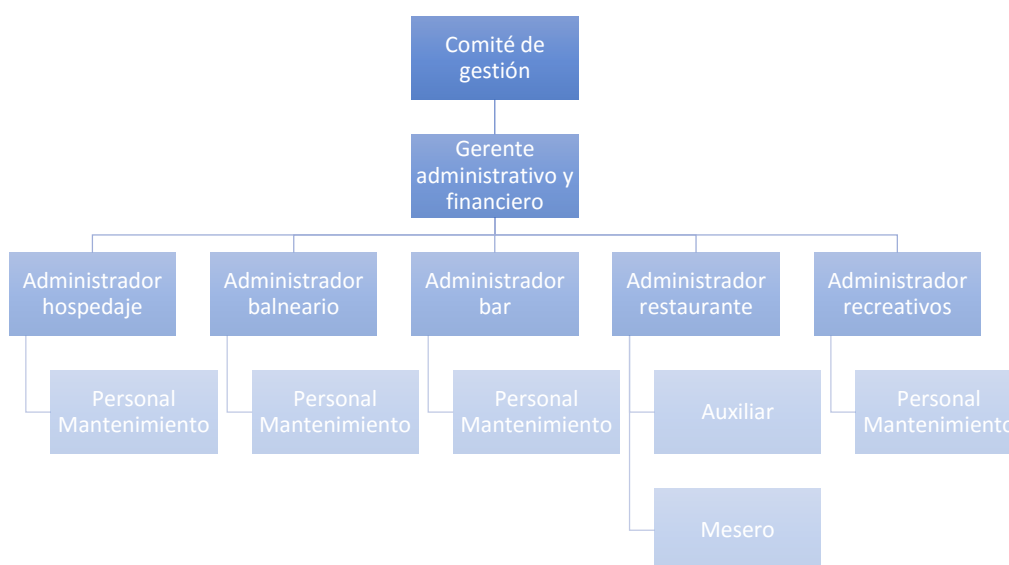 Comité de
gestión
Gerente
administrativo y
financiero
Administrador
hospedaje
Administrador
balneario
Administrador
bar
Administrador
restaurante
Administrador
recreativos
Personal
Mantenimiento
Personal
Mantenimiento
Personal
Mantenimiento
Auxiliar
Personal
Mantenimiento
Mesero